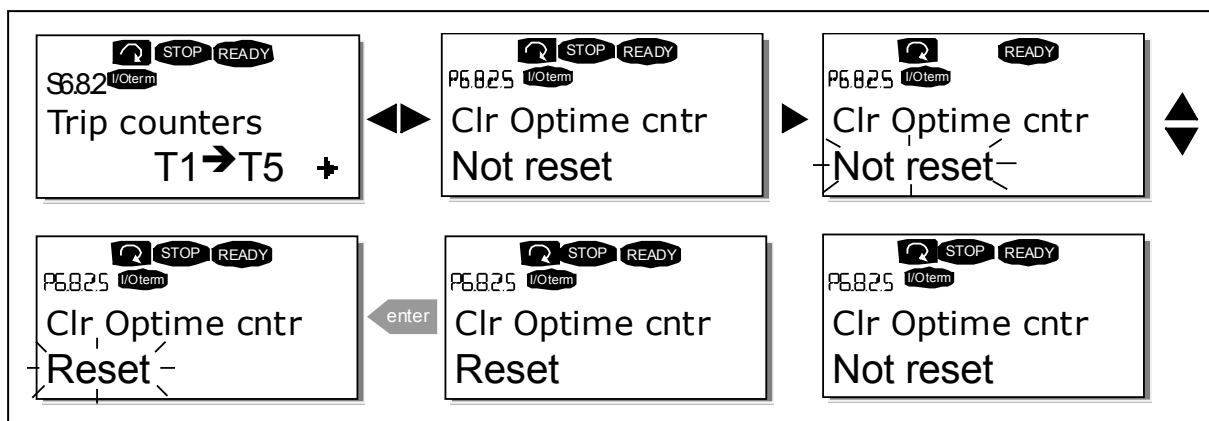 STOP READY
S6.8.2 I/Oterm
Trip counters
T1➔T5
STOP READY
P6.8.2.5 I/Oterm
Clr Optime cntr
Not reset
READY
P6.8.2.5 I/Oterm
Clr Optime cntr
Not reset
STOP READY
P6.8.2.5 I/Oterm
Clr Optime cntr
Reset
enter
STOP READY
P6.8.2.5 I/Oterm
Clr Optime cntr
Reset
STOP READY
P6.8.2.5 I/Oterm
Clr Optime cntr
Not reset